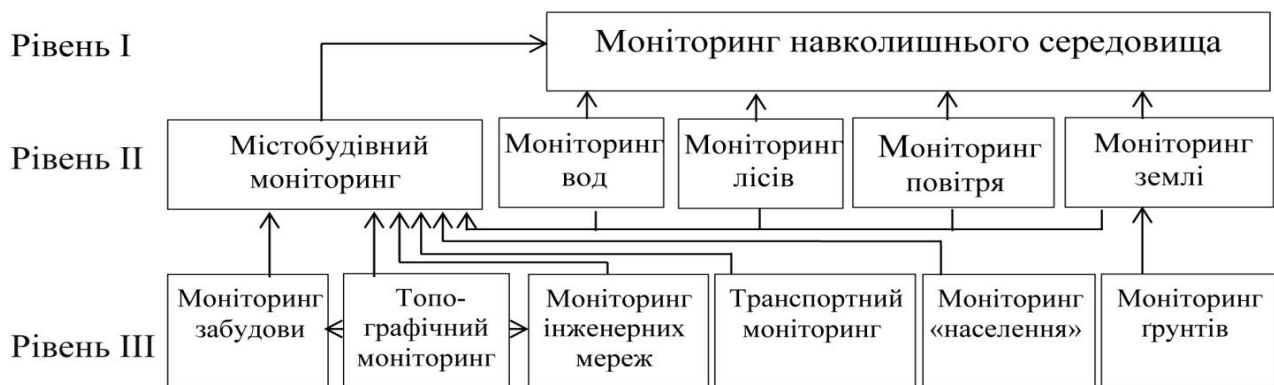 Рівень I
Моніторинг навколишнього середовища
Рівень II
Містобудівний
моніторинг
Моніторинг
вод
Моніторинг
лісів
Моніторинг
повітря
Моніторинг
землі
Рівень III
Моніторинг
забудови
Топо-
графічний
моніторинг
Моніторинг
інженерних
мереж
Транспортний
моніторинг
Моніторинг
«населення»
Моніторинг
ґрунтів